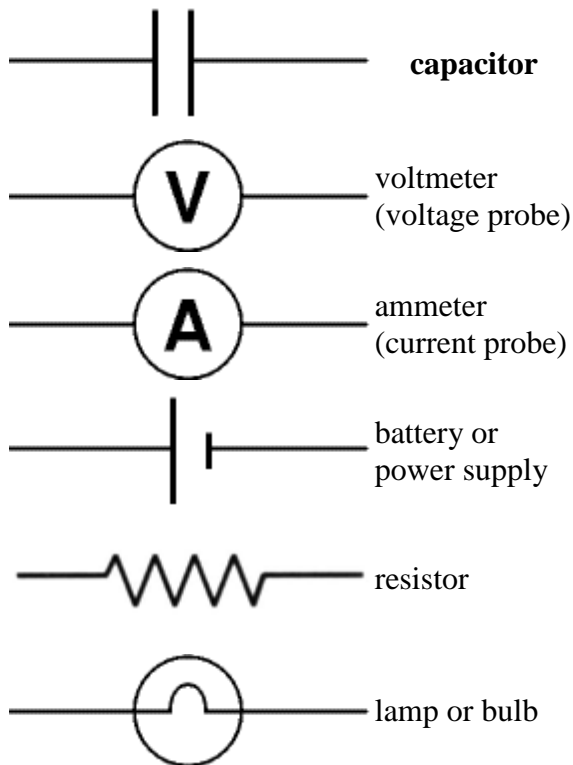 capacitor
V
voltmeter
(voltage probe)
A
ammeter
(current probe)
battery or
power supply
resistor
lamp or bulb